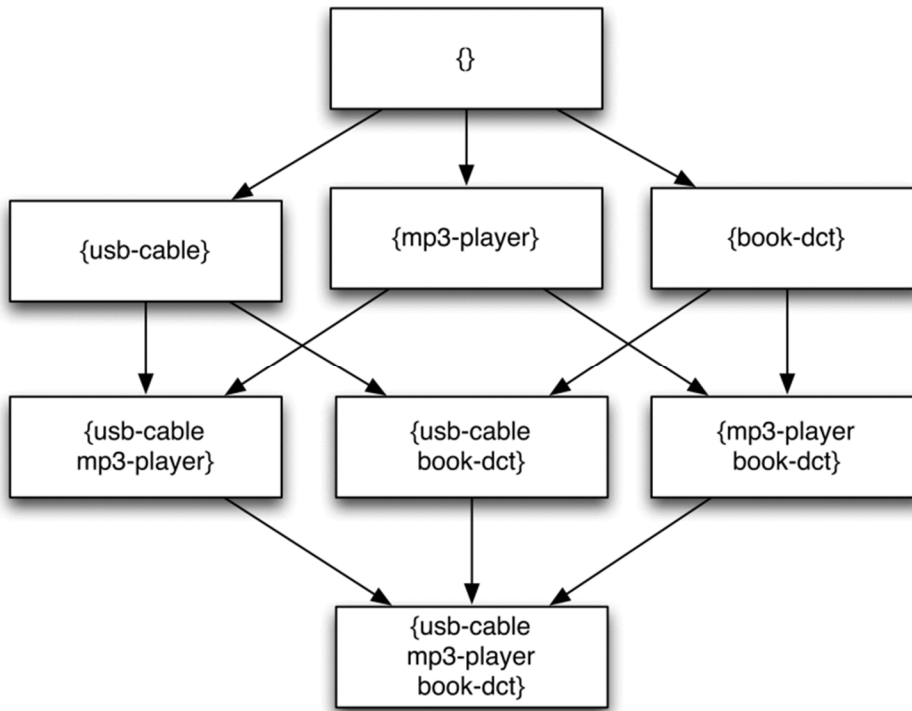 {}
{usb-cable}
{mp3-player}
{book-dct}
{usb-cable
mp3-player}
{usb-cable
book-dct}
{mp3-player
book-dct}
{usb-cable
mp3-player
book-dct}